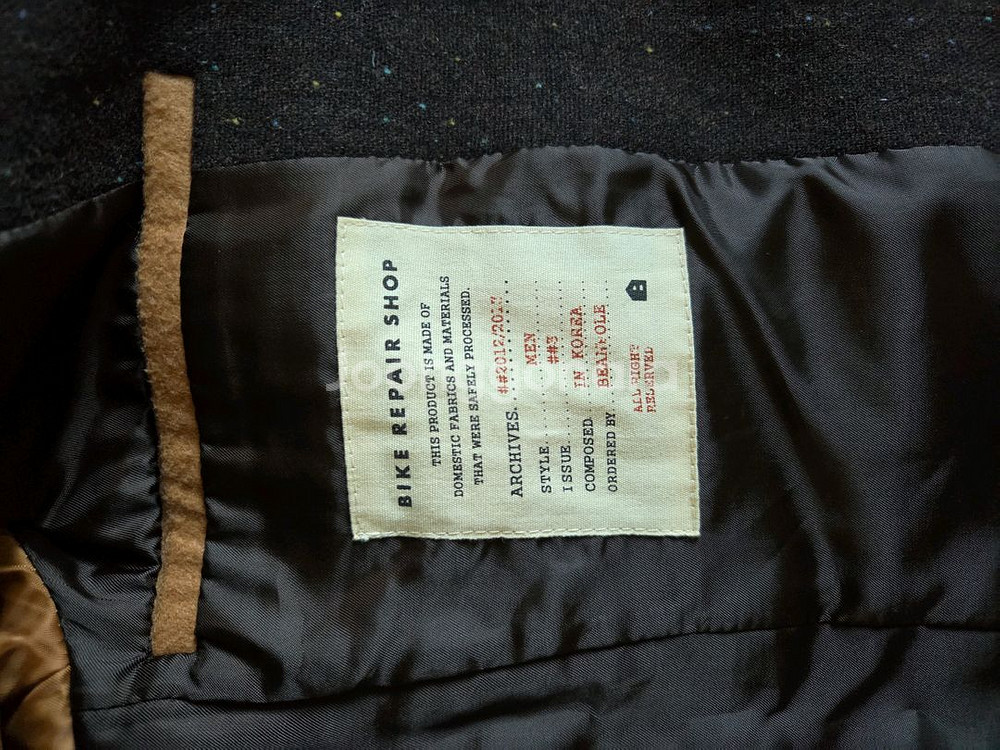 BIKE REPAIR SHOP
THIS PRODUCT IS MADE OF
DOMESTIC FABRICS AND MATERIALS
THAT WERE SAFELY PROCESSED.
ARCHIVES....##2012/2017
STYLE.......MEN
ISSUE.......##3
COMPOSED....IN KOREA
ORDERED BY...BEANPOLE
ALL RIGHT
RESERVED